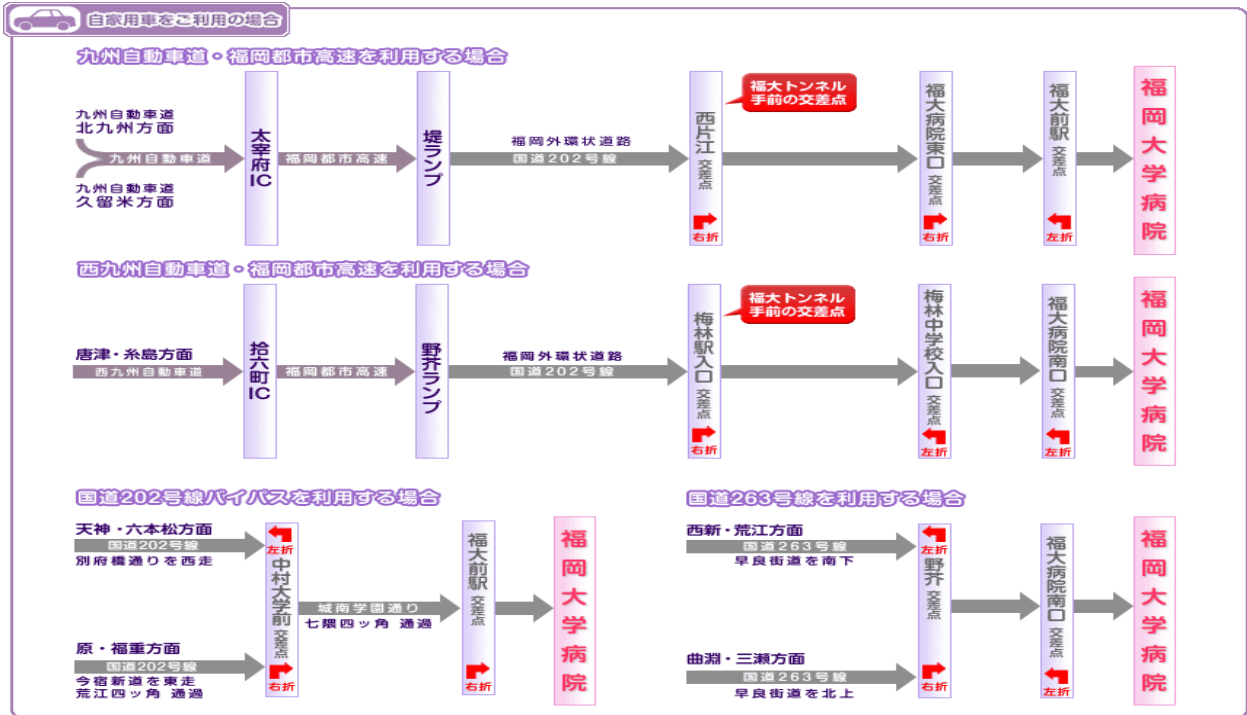 自家用車をご利用の場合
九州自動車道・福岡都市高速を利用する場合
九州自動車道
北九州方面
九州自動車道
九州自動車道
久留米方面
太宰府IC
福岡都市高速
堤ランプ
福岡外環状道路
国道202号線
西片江 交差点
右折
福大トンネル
手前の交差点
福大病院東口 交差点
右折
福大前駅 交差点
左折
福岡大学病院
西九州自動車道・福岡都市高速を利用する場合
唐津・糸島方面
西九州自動車道
拾六町IC
福岡都市高速
野芥ランプ
福岡外環状道路
国道202号線
梅林駅入口 交差点
右折
福大トンネル
手前の交差点
梅林中学校入口 交差点
左折
福大病院南口 交差点
左折
福岡大学病院
国道202号線バイパスを利用する場合
天神・六本松方面
国道202号線
別府橋通りを西走
原・福重方面
国道202号線
今宿新道を東走
荒江四ッ角 通過
左折
中村大学前 交差点
右折
城南学園通り
七隈四ッ角 通過
福大前駅 交差点
右折
福岡大学病院
国道263号線を利用する場合
西新・荒江方面
国道263号線
早良街道を南下
曲淵・三瀬方面
国道263号線
早良街道を北上
左折
野芥 交差点
右折
福大病院南口 交差点
左折
福岡大学病院